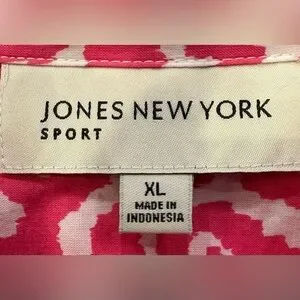 JONES NEW YORK
SPORT
XL
MADE IN
INDONESIA